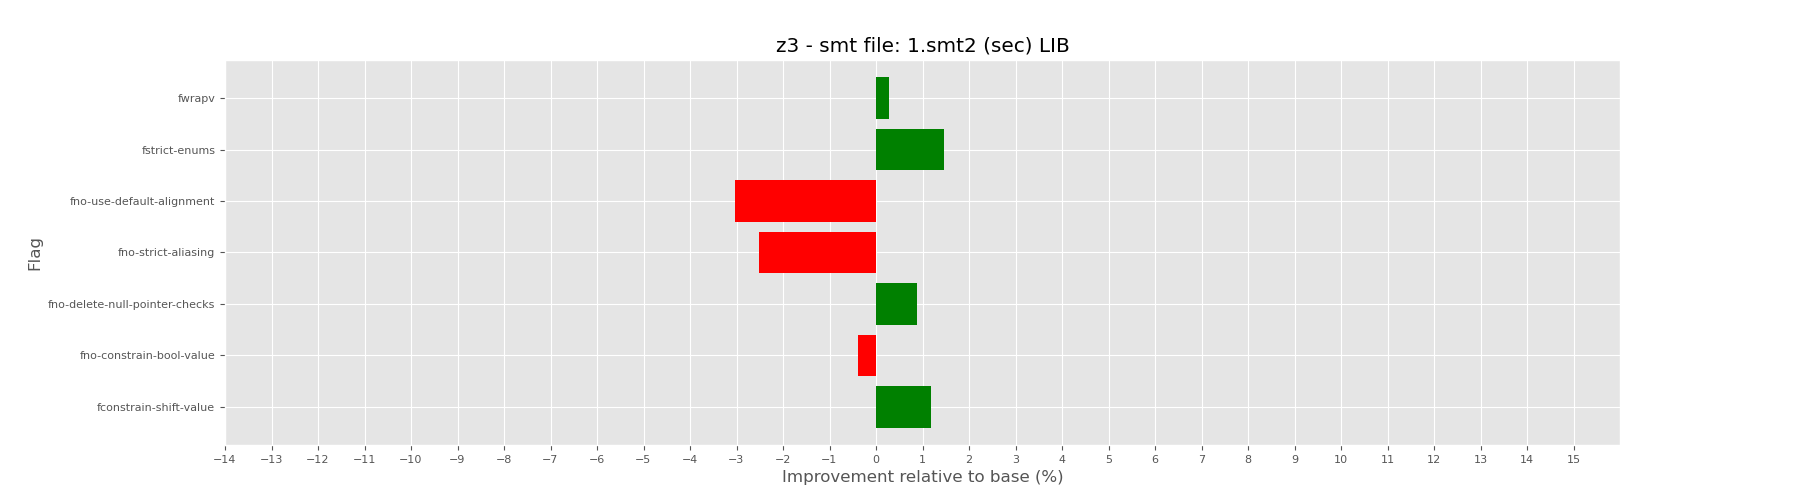 z3 - smt file: 1.smt2 (sec) LIB
fwrapv
fstrict-enums
fno-use-default-alignment
fno-strict-aliasing
fno-delete-null-pointer-checks
fno-constrain-bool-value
fconstrain-shift-value
Flag
−14 −13 −12 −11 −10 −9 −8 −7 −6 −5 −4 −3 −2 −1 0 1 2 3 4 5 6 7 8 9 10 11 12 13 14 15
Improvement relative to base (%)